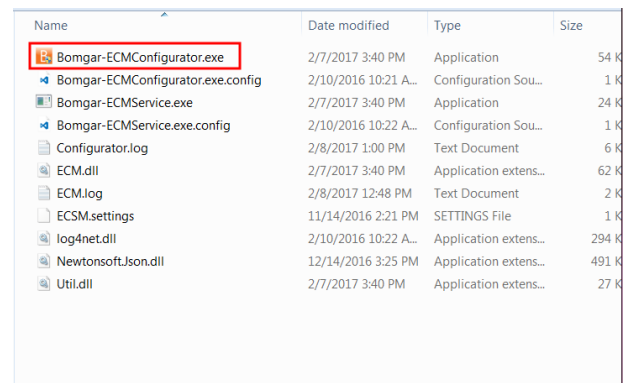 Name Date modified Type Size
Bomgar-ECMConfigurator.exe 2/7/2017 3:40 PM Application 54 K
Bomgar-ECMConfigurator.exe.config 2/10/2016 10:21 A... Configuration Sou... 1 K
Bomgar-ECMService.exe 2/7/2017 3:40 PM Application 24 K
Bomgar-ECMService.exe.config 2/10/2016 10:22 A... Configuration Sou... 1 K
Configurator.log 2/8/2017 1:00 PM Text Document 6 K
ECM.dll 2/7/2017 3:40 PM Application extens... 62 K
ECM.log 2/8/2017 12:48 PM Text Document 2 K
ECSM.settings 11/14/2016 2:21 PM SETTINGS File 1 K
log4net.dll 2/10/2016 10:22 A... Application extens... 294 K
Newtonsoft.Json.dll 12/14/2016 3:25 PM Application extens... 491 K
Util.dll 2/7/2017 3:40 PM Application extens... 27 K